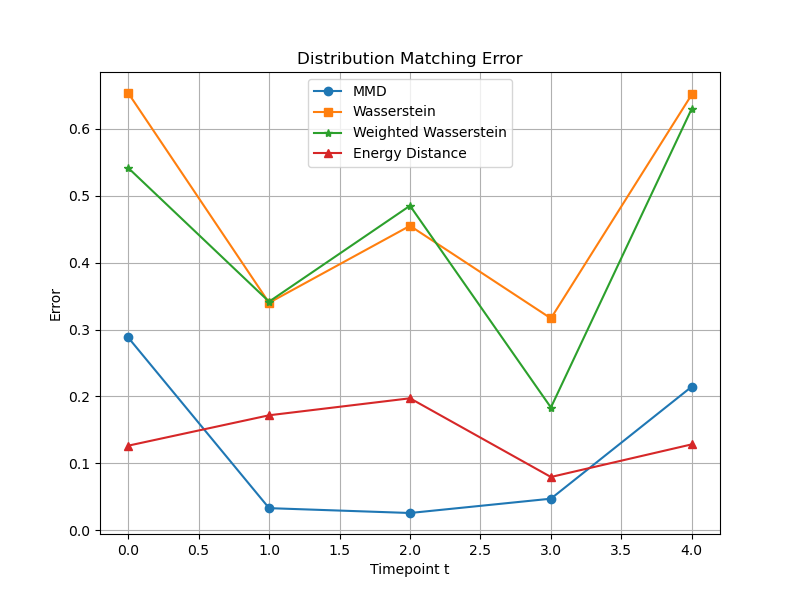 Distribution Matching Error
MMD
Wasserstein
Weighted Wasserstein
Energy Distance
Error
0.6
0.5
0.4
0.3
0.2
0.1
0.0
0.0 0.5 1.0 1.5 2.0 2.5 3.0 3.5 4.0
Timepoint t